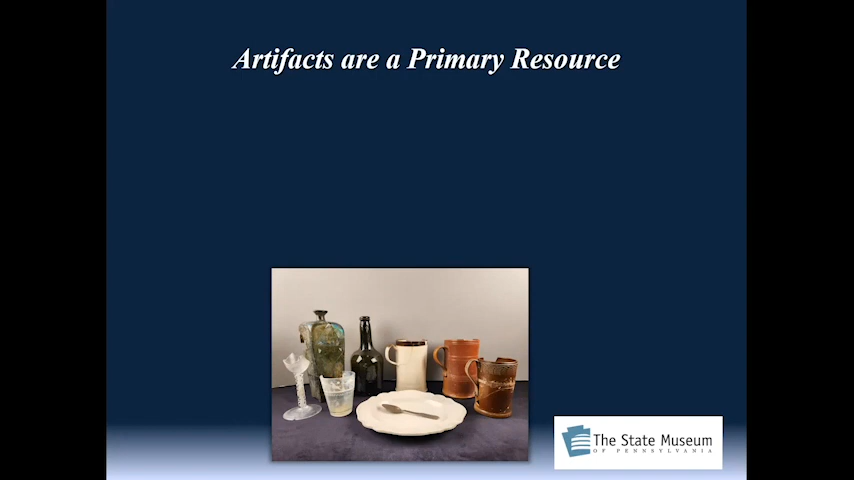 Artifacts are a Primary Resource
The State Museum
OF PENNSYLVANIA